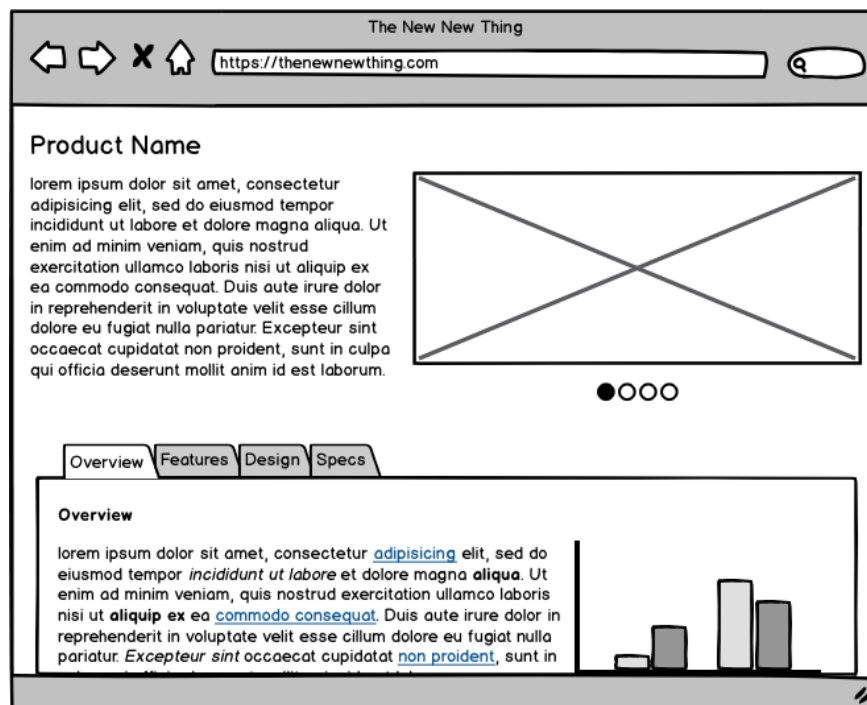 The New New Thing
https://thenewnewthing.com
Product Name
lorem ipsum dolor sit amet, consectetur
adipisicing elit, sed do eiusmod tempor
incididunt ut labore et dolore magna aliqua. Ut
enim ad minim veniam, quis nostrud
exercitation ullamco laboris nisi ut aliquip ex
ea commodo consequat. Duis aute irure dolor
in reprehenderit in voluptate velit esse cillum
dolore eu fugiat nulla pariatur. Excepteur sint
occaecat cupidatat non proident, sunt in culpa
qui officia deserunt mollit anim id est laborum.
Overview Features Design Specs
Overview
lorem ipsum dolor sit amet, consectetur adipisicing elit, sed do
eiusmod tempor incididunt ut labore et dolore magna aliqua. Ut
enim ad minim veniam, quis nostrud exercitation ullamco laboris
nisi ut aliquip ex ea commodo consequat. Duis aute irure dolor in
reprehenderit in voluptate velit esse cillum dolore eu fugiat nulla
pariatur. Excepteur sint occaecat cupidatat non proident, sunt in